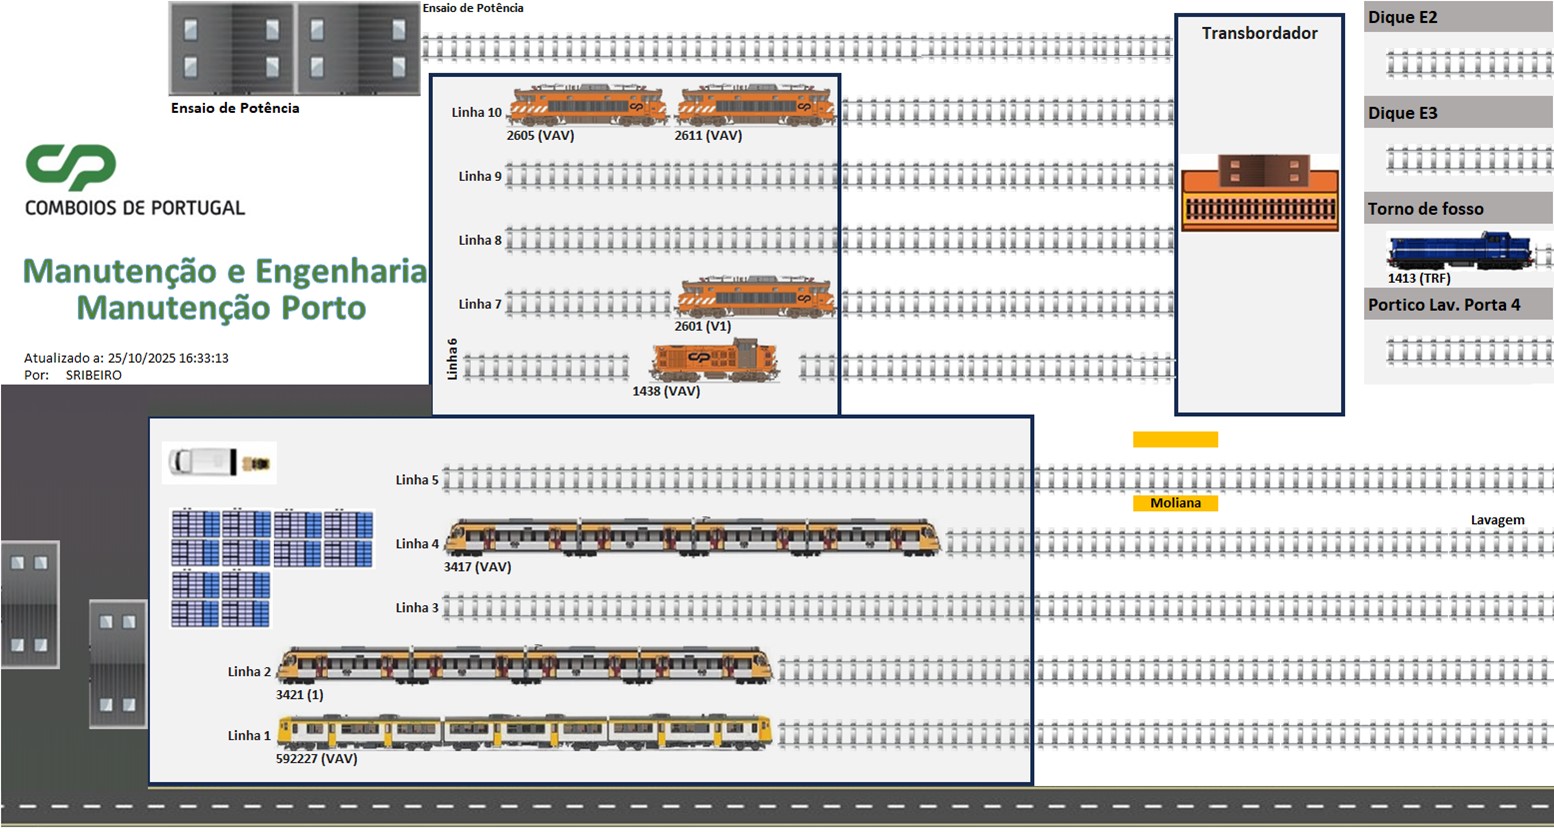 Ensaio de Potência
Ensaio de Potência
CP
COMBOIOS DE PORTUGAL
Manutenção e Engenharia
Manutenção Porto
Atualizado a: 25/10/2025 16:33:13
Por: SRIBEIRO
Linha 10
2605 (VAV)
2611 (VAV)
Linha 9
Linha 8
Linha 7
2601 (V1)
Linha 6
1438 (VAV)
Transbordador
Dique E2
Dique E3
Torno de fosso
1413 (TRF)
Portico Lav. Porta 4
Linha 5
Moliana
Lavagem
Linha 4
3417 (VAV)
Linha 3
Linha 2
3421 (1)
Linha 1
592227 (VAV)